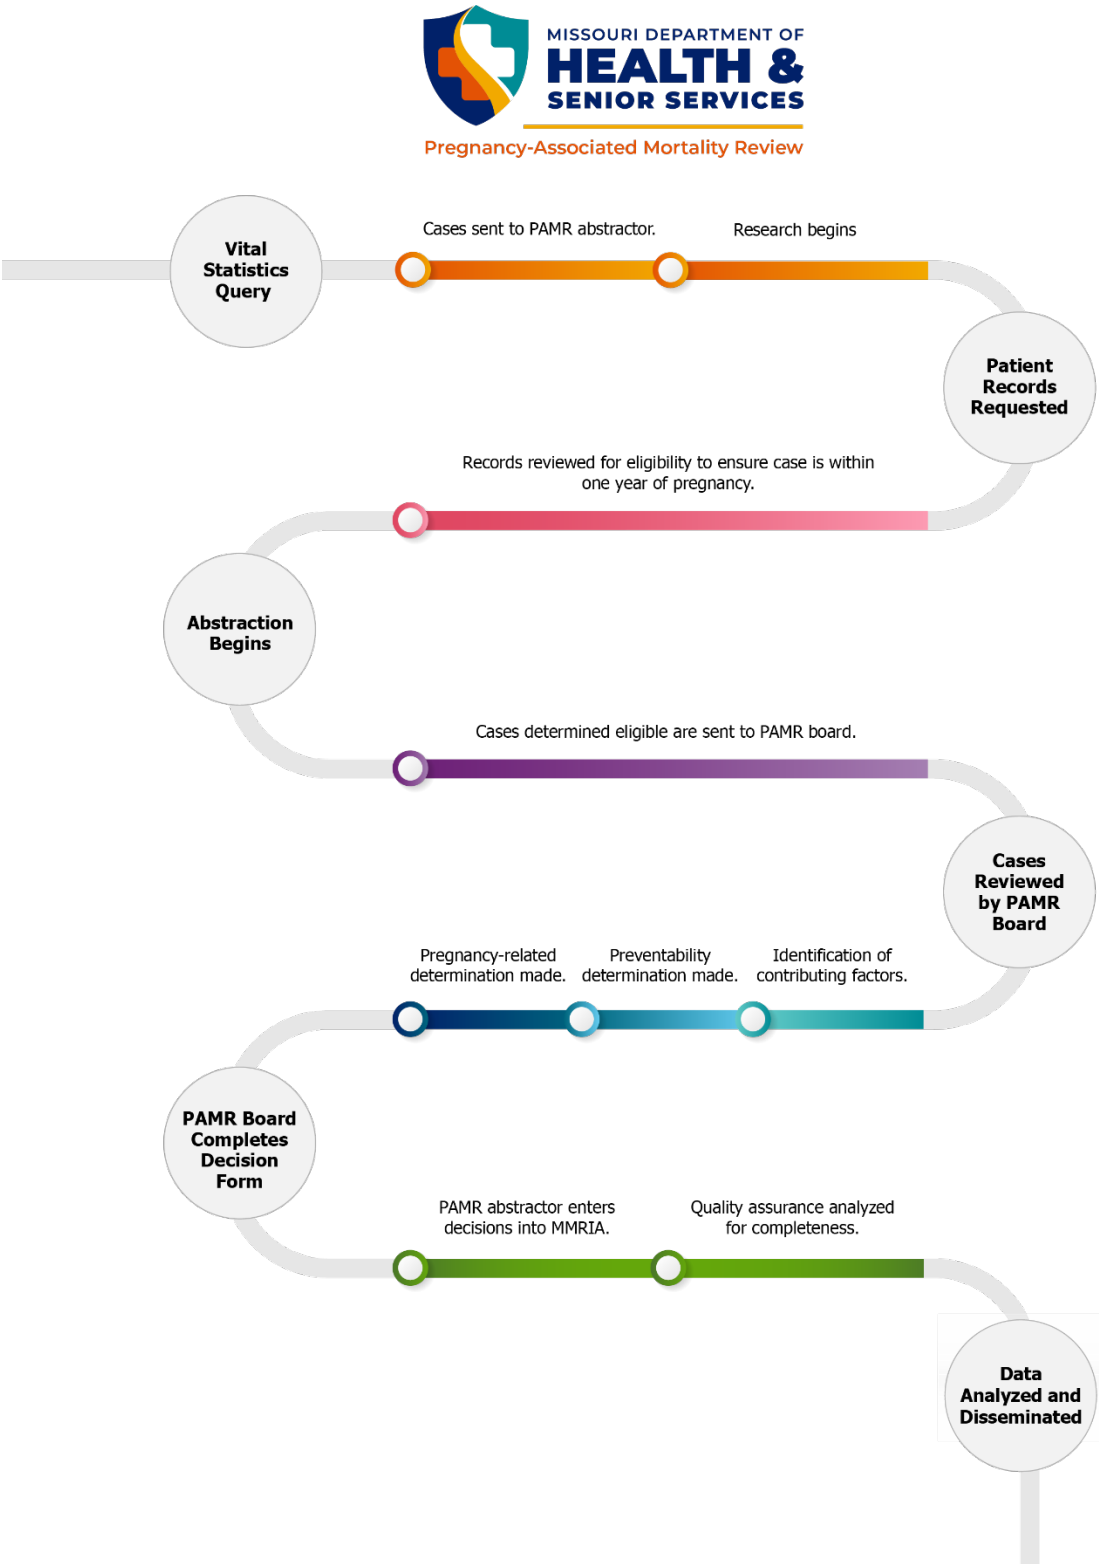 MISSOURI DEPARTMENT OF
HEALTH &
SENIOR SERVICES
Pregnancy-Associated Mortality Review
Vital
Statistics
Query
Cases sent to PAMR abstractor.
Research begins
Patient
Records
Requested
Records reviewed for eligibility to ensure case is within
one year of pregnancy.
Abstraction
Begins
Cases determined eligible are sent to PAMR board.
Cases
Reviewed
by PAMR
Board
Identification of
contributing factors.
Preventability
determination made.
Pregnancy-related
determination made.
PAMR Board
Completes
Decision
Form
PAMR abstractor enters
decisions into MMRIA.
Quality assurance analyzed
for completeness.
Data
Analyzed and
Disseminated